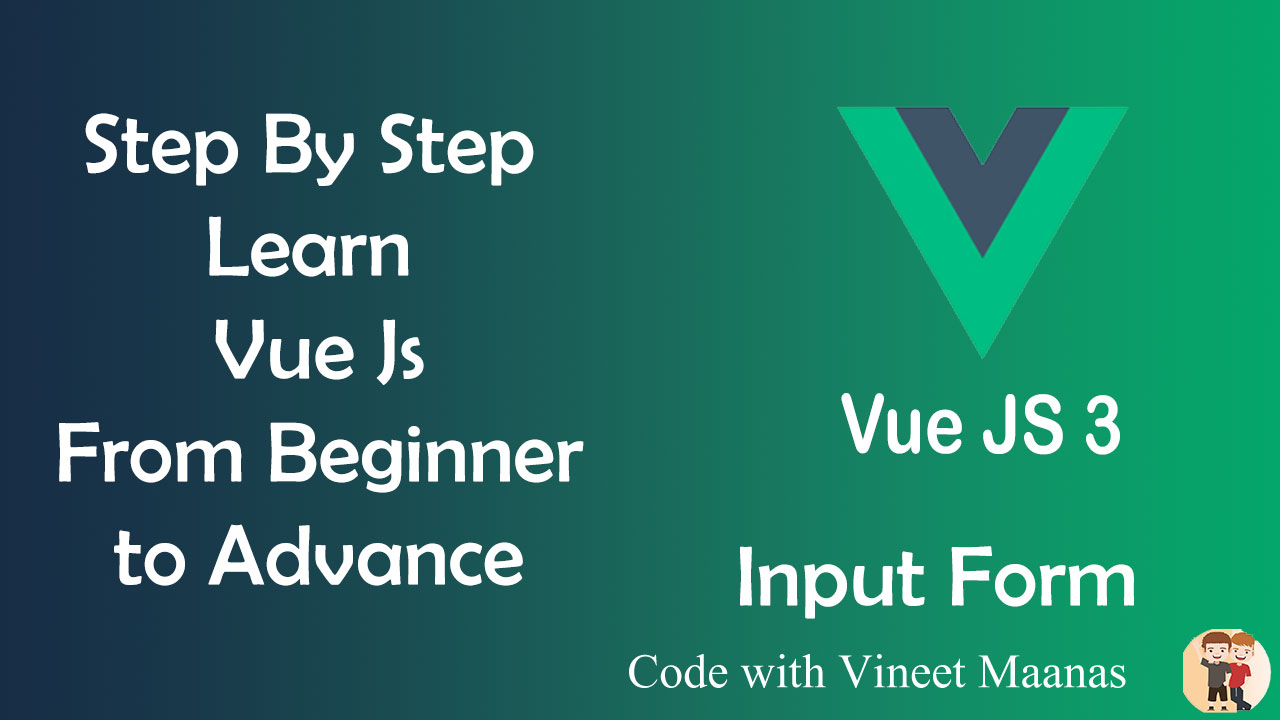 Step By Step
Learn
Vue Js
From Beginner
to Advance
Vue JS 3
Input Form
Code with Vineet Maanas